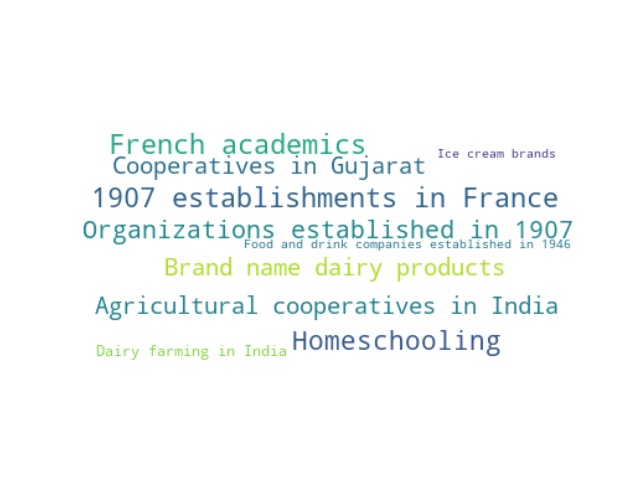 French academics
Ice cream brands
Cooperatives in Gujarat
1907 establishments in France
Organizations established in 1907
Food and drink companies established in 1946
Brand name dairy products
Agricultural cooperatives in India
Homeschooling
Dairy farming in India